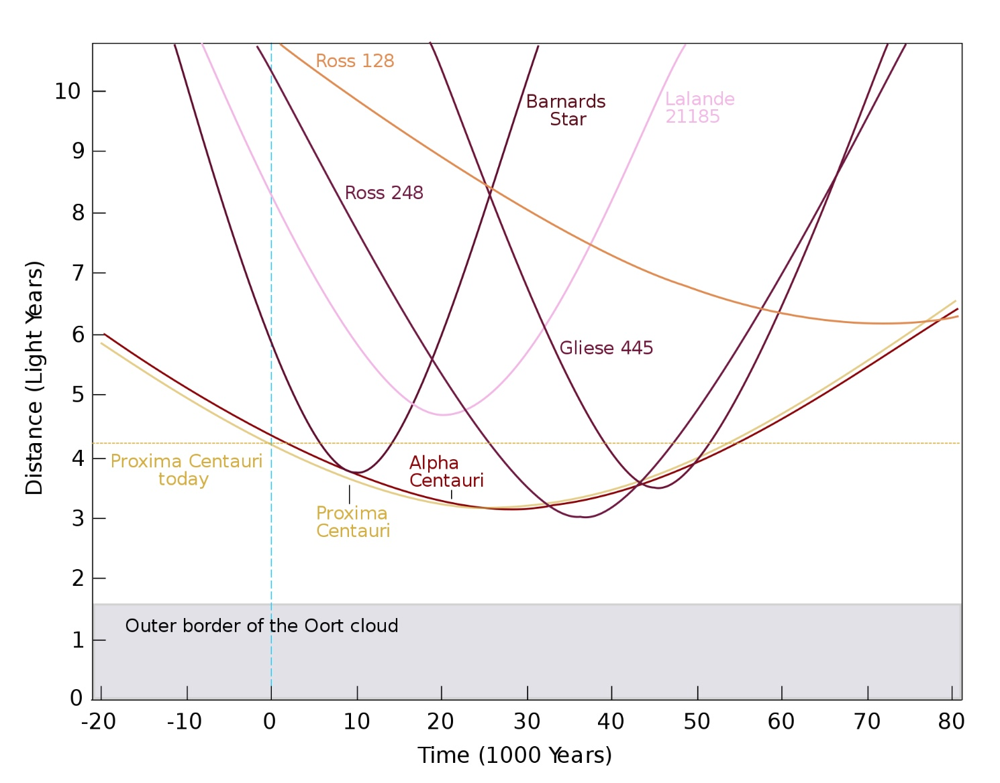 Ross 128
10
Barnards
Star
Lalande
21185
9
Ross 248
8
7
6
Gliese 445
5
4
Proxima Centauri
today
Alpha
Centauri
Proxima
Centauri
3
2
Outer border of the Oort cloud
1
0
Distance (Light Years)
-20 -10 0 10 20 30 40 50 60 70 80
Time (1000 Years)